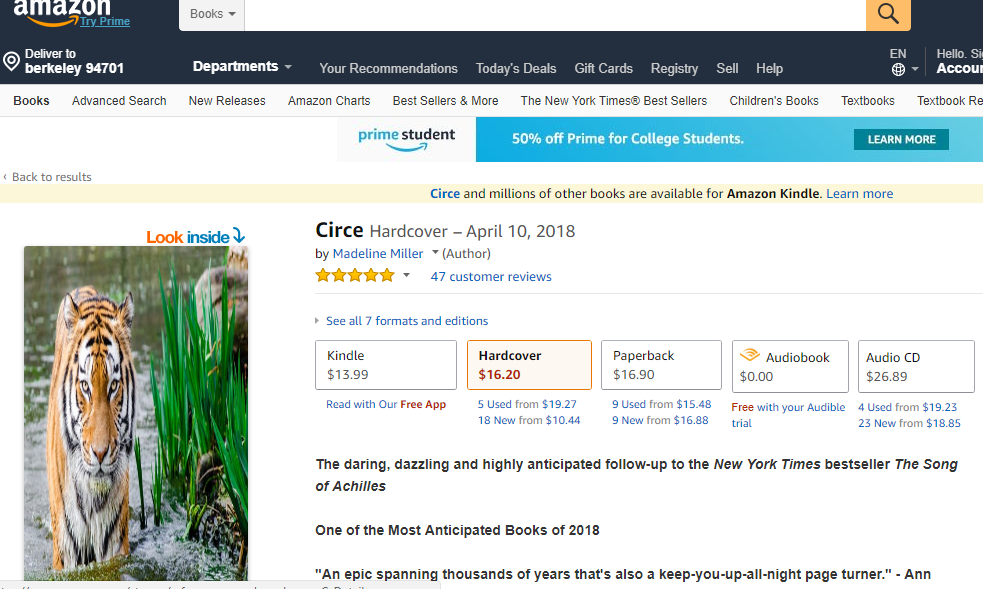 amazon
Try Prime
Books
Deliver to
berkeley 94701
Departments
Your Recommendations Today's Deals Gift Cards Registry Sell Help
EN
Hello.
Books Advanced Search New Releases Amazon Charts Best Sellers & More The New York Times® Best Sellers Children's Books Textbooks Textbook
prime student
50% off Prime for College Students.
LEARN MORE
‹ Back to results
Circe and millions of other books are available for Amazon Kindle. Learn more
Look inside
Circe Hardcover – April 10, 2018
by Madeline Miller (Author)
47 customer reviews
See all 7 formats and editions
Kindle
$13.99
Read with Our Free App
Hardcover
$16.20
5 Used from $19.27
18 New from $10.44
Paperback
$16.90
9 Used from $15.48
9 New from $16.88
Audiobook
$0.00
Free with your Audible
trial
Audio CD
$26.89
4 Used from $19.23
23 New from $18.85
The daring, dazzling and highly anticipated follow-up to the New York Times bestseller The Song
of Achilles
One of the Most Anticipated Books of 2018
"An epic spanning thousands of years that's also a keep-you-up-all-night page turner." - Ann